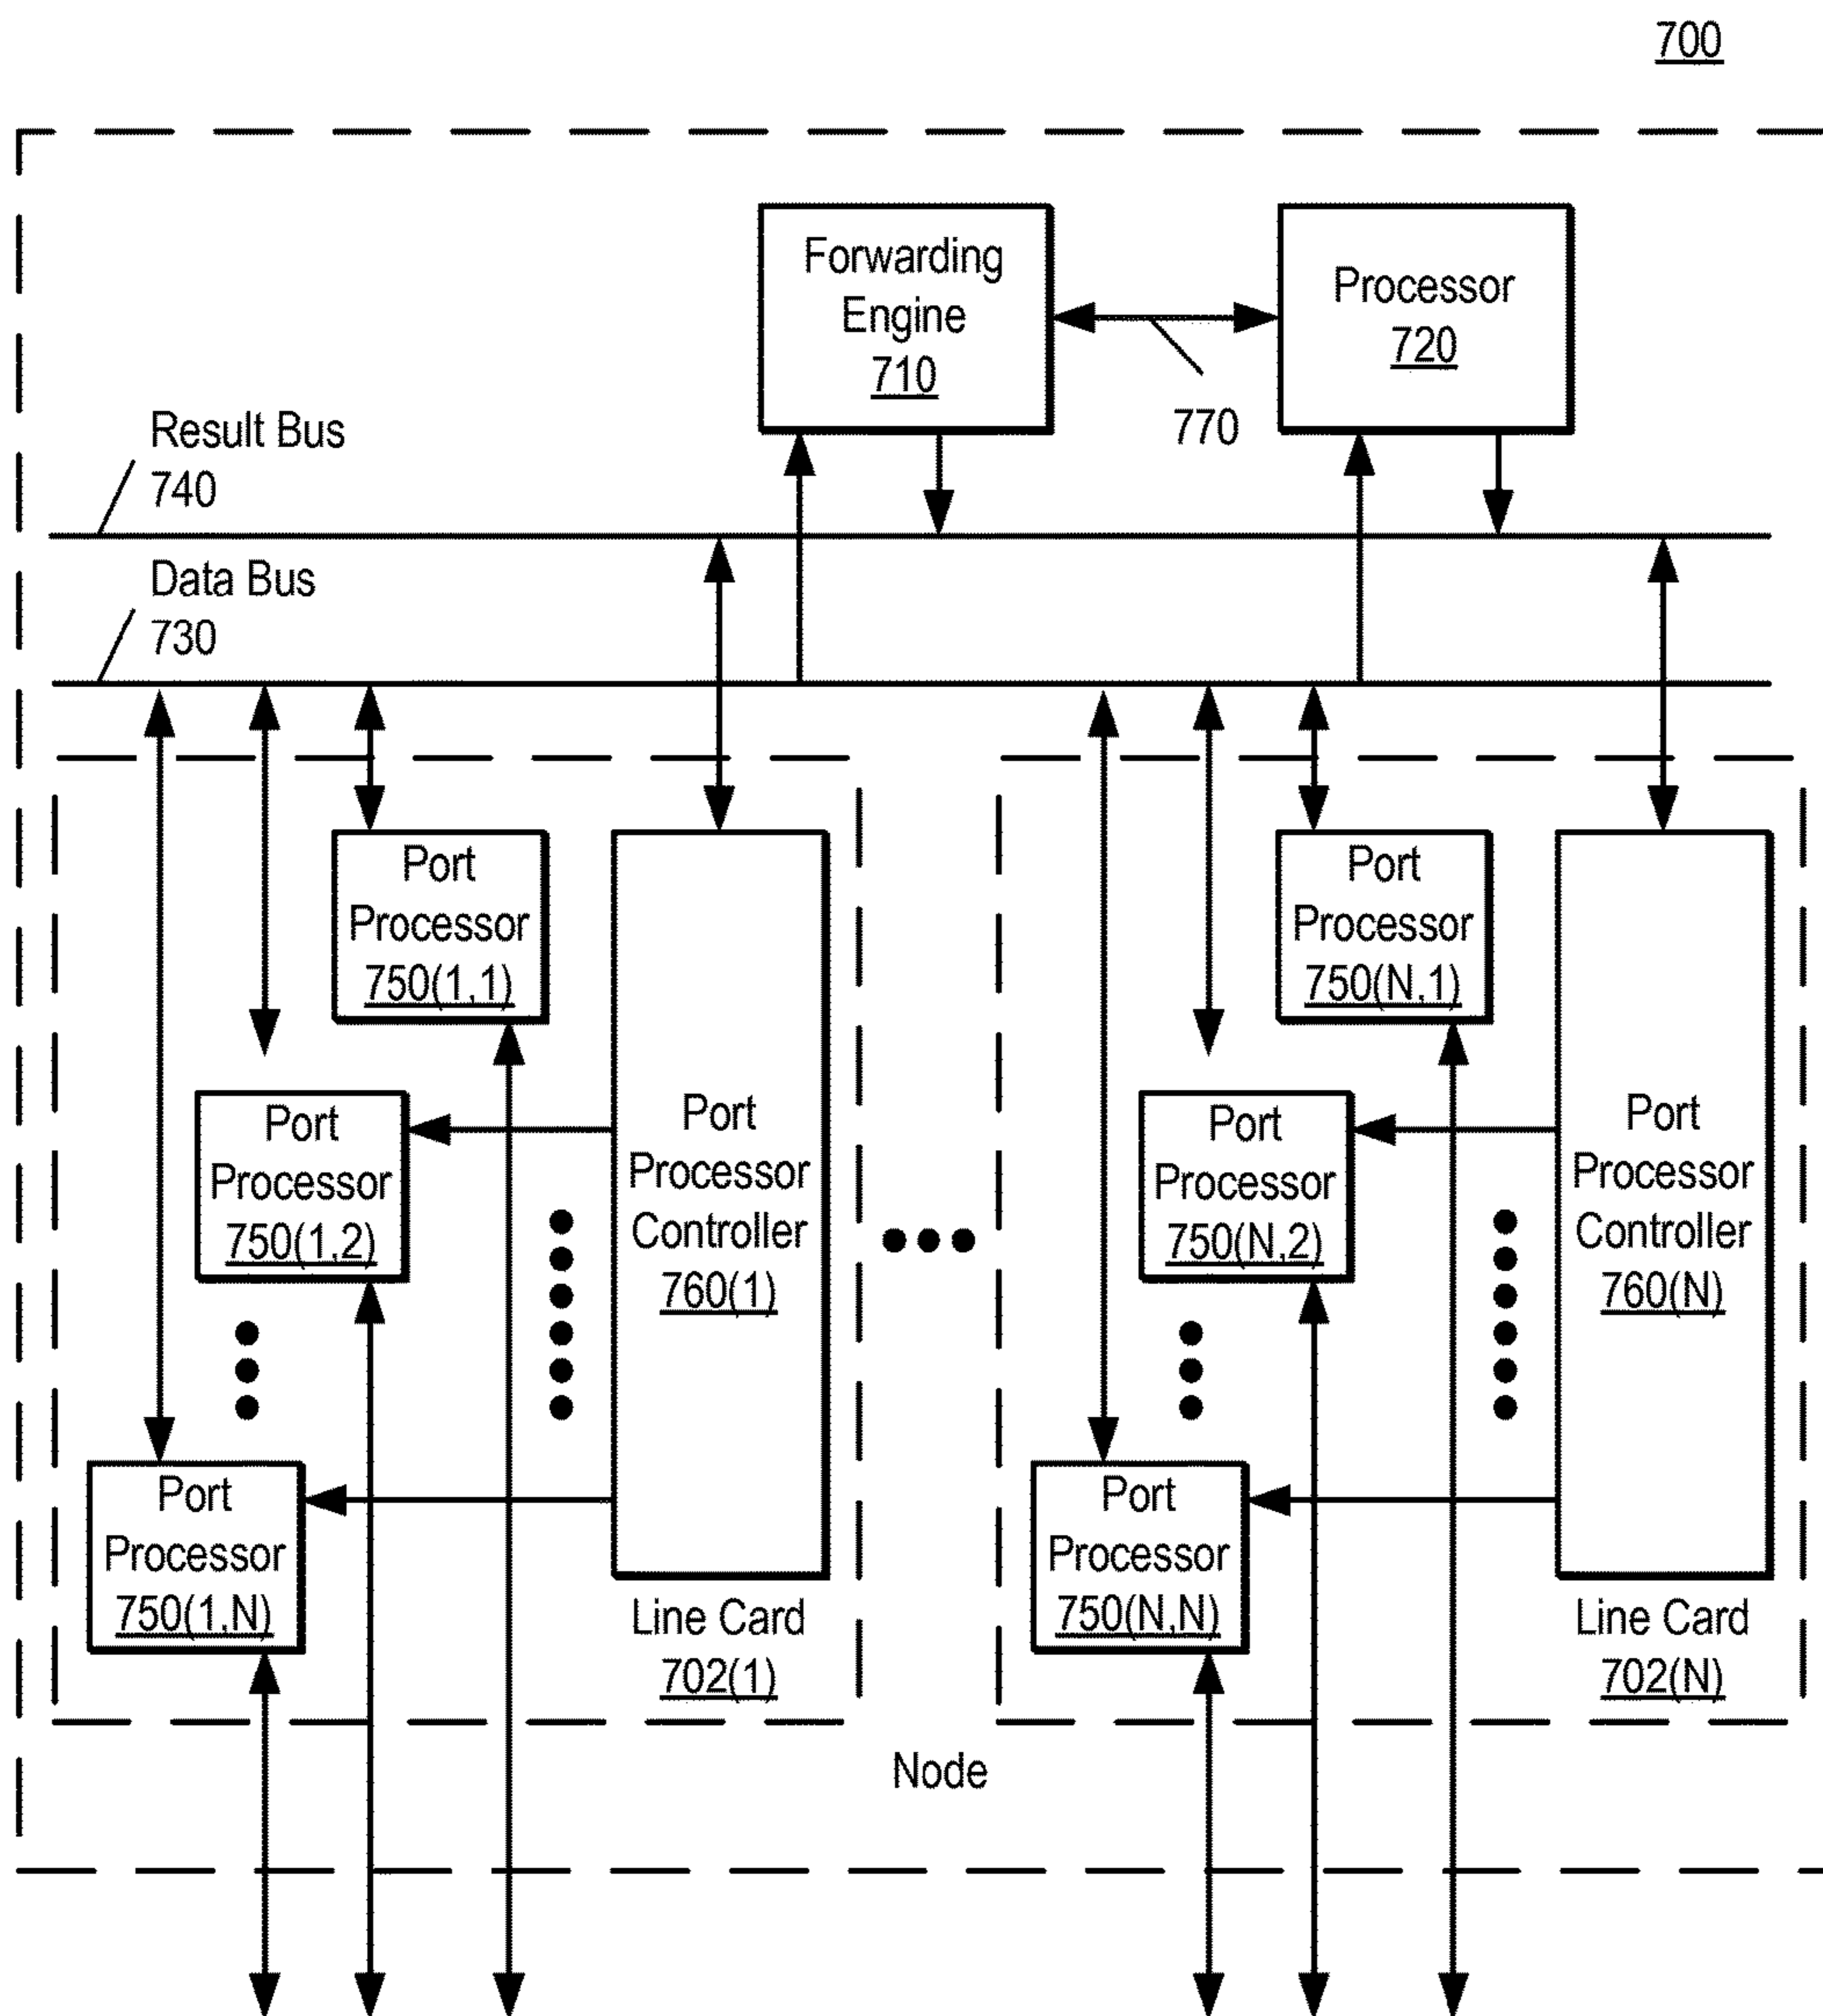 700
Forwarding
Engine
710
Processor
720
770
Result Bus
740
Data Bus
730
Port
Processor
750(1,1)
Port
Processor
750(1,2)
Port
Processor
750(1,N)
Port
Processor
Controller
760(1)
Line Card
702(1)
Port
Processor
750(N,1)
Port
Processor
750(N,2)
Port
Processor
750(N,N)
Port
Processor
Controller
760(N)
Line Card
702(N)
Node